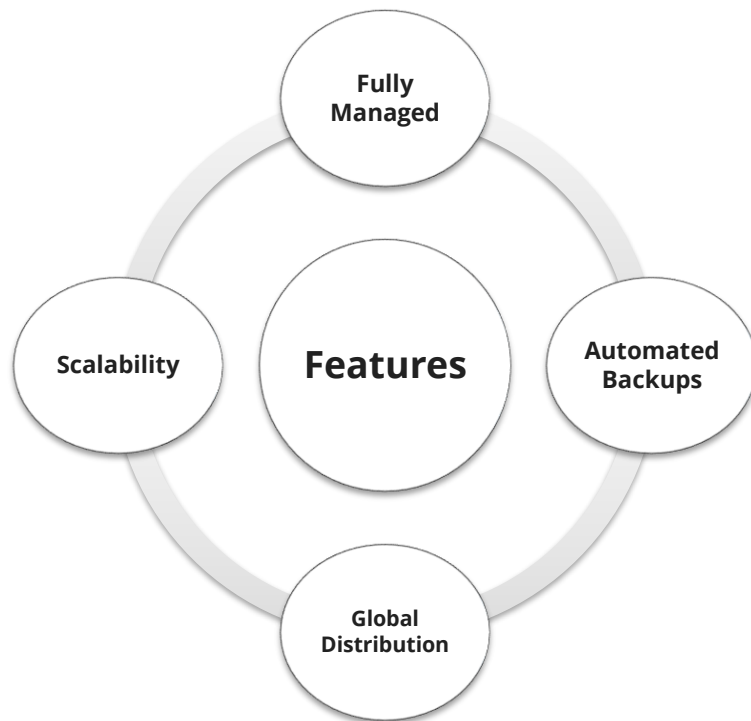 Fully
Managed
Scalability
Features
Automated
Backups
Global
Distribution